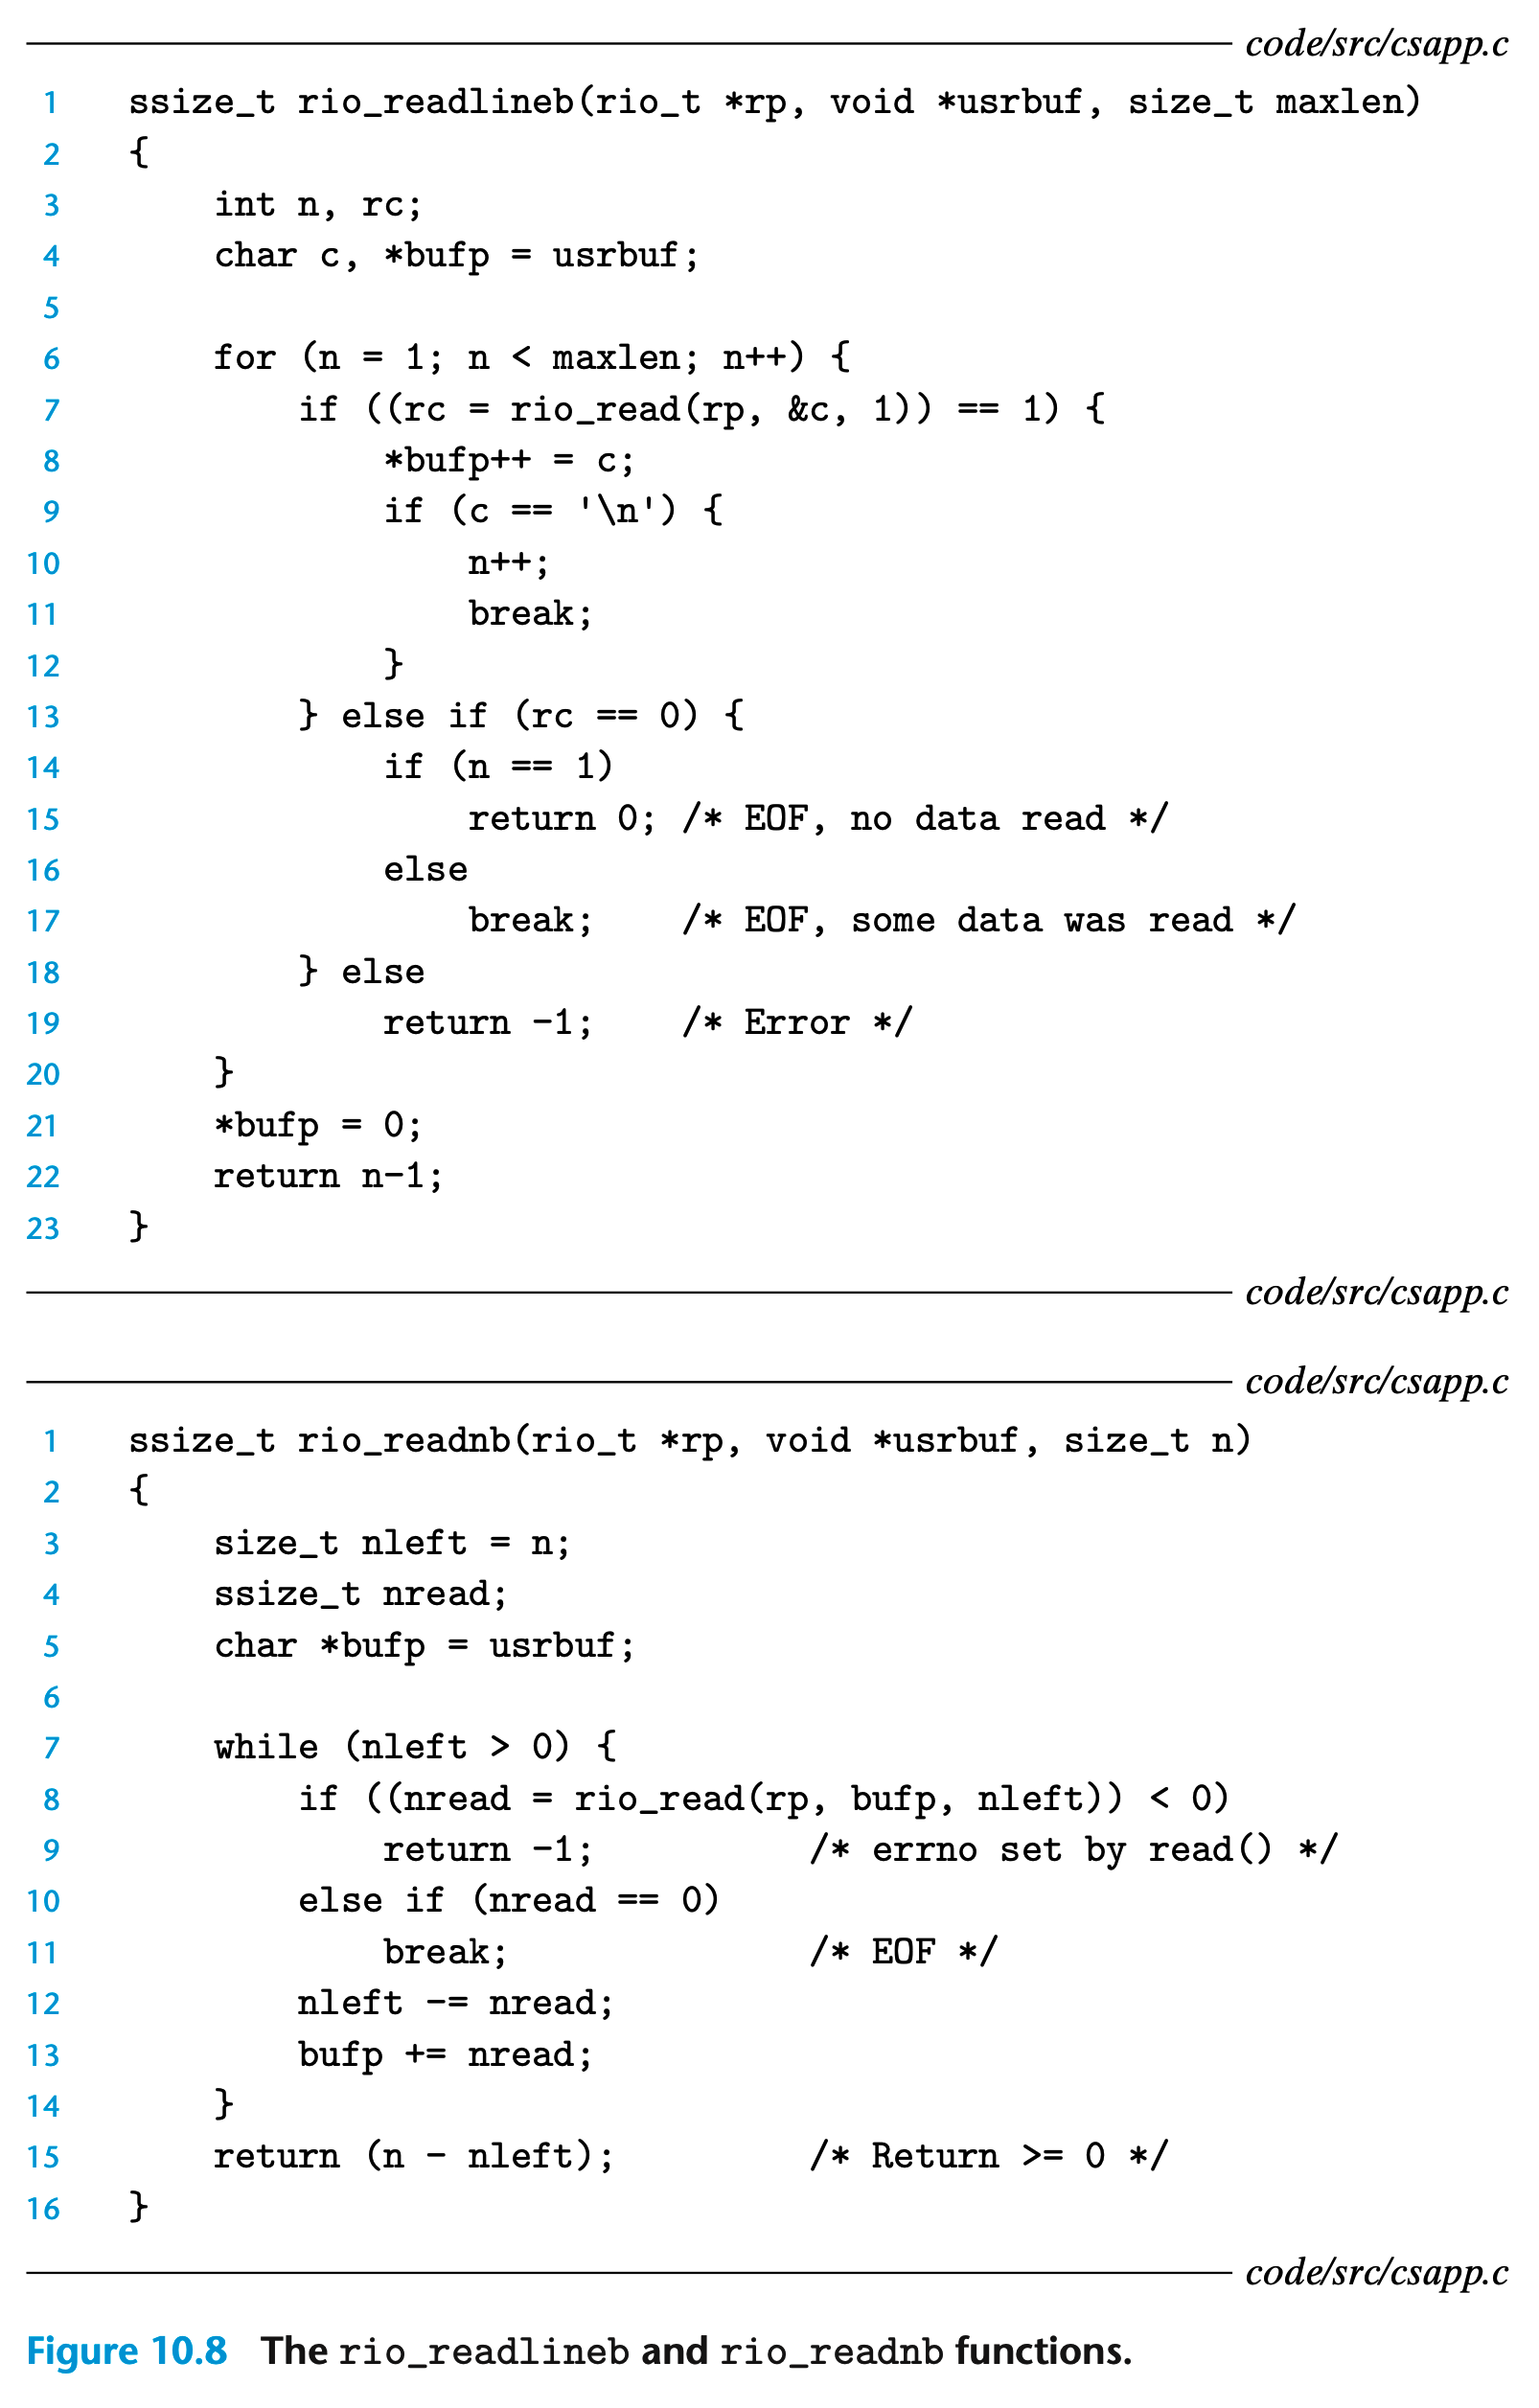 code/src/csapp.c
1 ssize_t rio_readlineb(rio_t *rp, void *usrbuf, size_t maxlen)
2 {
3     int n, rc;
4     char c, *bufp = usrbuf;
5
6     for (n = 1; n < maxlen; n++) {
7         if ((rc = rio_read(rp, &c, 1)) == 1) {
8             *bufp++ = c;
9             if (c == '\n') {
10                 n++;
11                 break;
12             }
13         } else if (rc == 0) {
14             if (n == 1)
15                 return 0; /* EOF, no data read */
16             else
17                 break;    /* EOF, some data was read */
18         } else
19             return -1;    /* Error */
20     }
21     *bufp = 0;
22     return n-1;
23 }
code/src/csapp.c
code/src/csapp.c
1 ssize_t rio_readnb(rio_t *rp, void *usrbuf, size_t n)
2 {
3     size_t nleft = n;
4     ssize_t nread;
5     char *bufp = usrbuf;
6
7     while (nleft > 0) {
8         if ((nread = rio_read(rp, bufp, nleft)) < 0)
9             return -1;          /* errno set by read() */
10         else if (nread == 0)
11             break;              /* EOF */
12         nleft -= nread;
13         bufp += nread;
14     }
15     return (n - nleft);         /* Return >= 0 */
16 }
code/src/csapp.c
Figure 10.8 The rio_readlineb and rio_readnb functions.